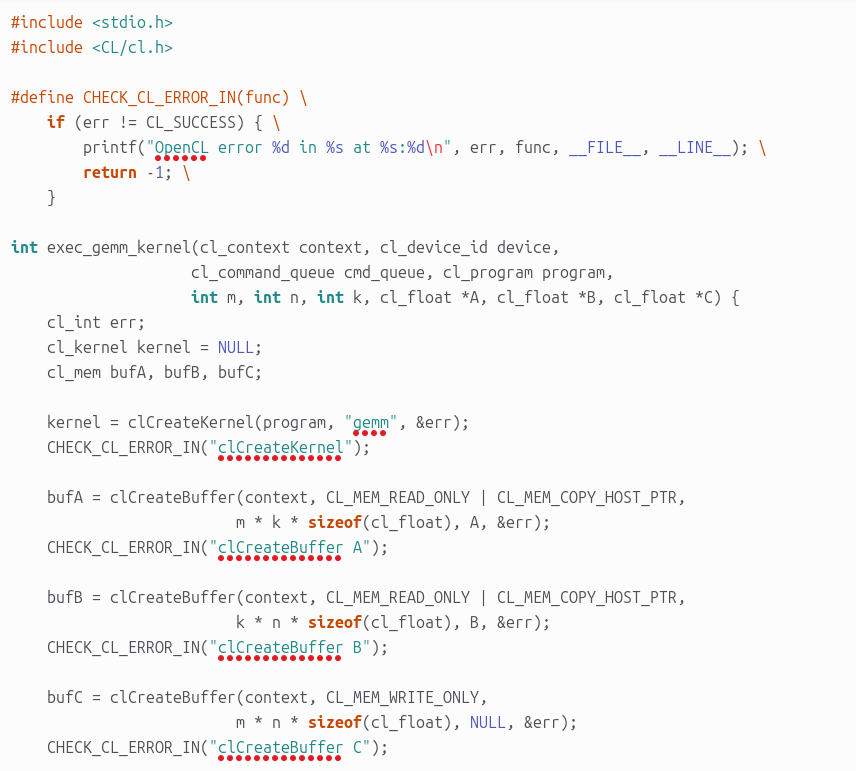 #include <stdio.h>
#include <CL/cl.h>

#define CHECK_CL_ERROR_IN(func) \
    if (err != CL_SUCCESS) { \
        printf("OpenCL error %d in %s at %s:%d\n", err, func, __FILE__, __LINE__); \
        return -1; \
    }

int exec_gemm_kernel(cl_context context, cl_device_id device,
                    cl_command_queue cmd_queue, cl_program program,
                    int m, int n, int k, cl_float *A, cl_float *B, cl_float *C) {
    cl_int err;
    cl_kernel kernel = NULL;
    cl_mem bufA, bufB, bufC;

    kernel = clCreateKernel(program, "gemm", &err);
    CHECK_CL_ERROR_IN("clCreateKernel");

    bufA = clCreateBuffer(context, CL_MEM_READ_ONLY | CL_MEM_COPY_HOST_PTR,
                         m * k * sizeof(cl_float), A, &err);
    CHECK_CL_ERROR_IN("clCreateBuffer A");

    bufB = clCreateBuffer(context, CL_MEM_READ_ONLY | CL_MEM_COPY_HOST_PTR,
                         k * n * sizeof(cl_float), B, &err);
    CHECK_CL_ERROR_IN("clCreateBuffer B");

    bufC = clCreateBuffer(context, CL_MEM_WRITE_ONLY,
                         m * n * sizeof(cl_float), NULL, &err);
    CHECK_CL_ERROR_IN("clCreateBuffer C");